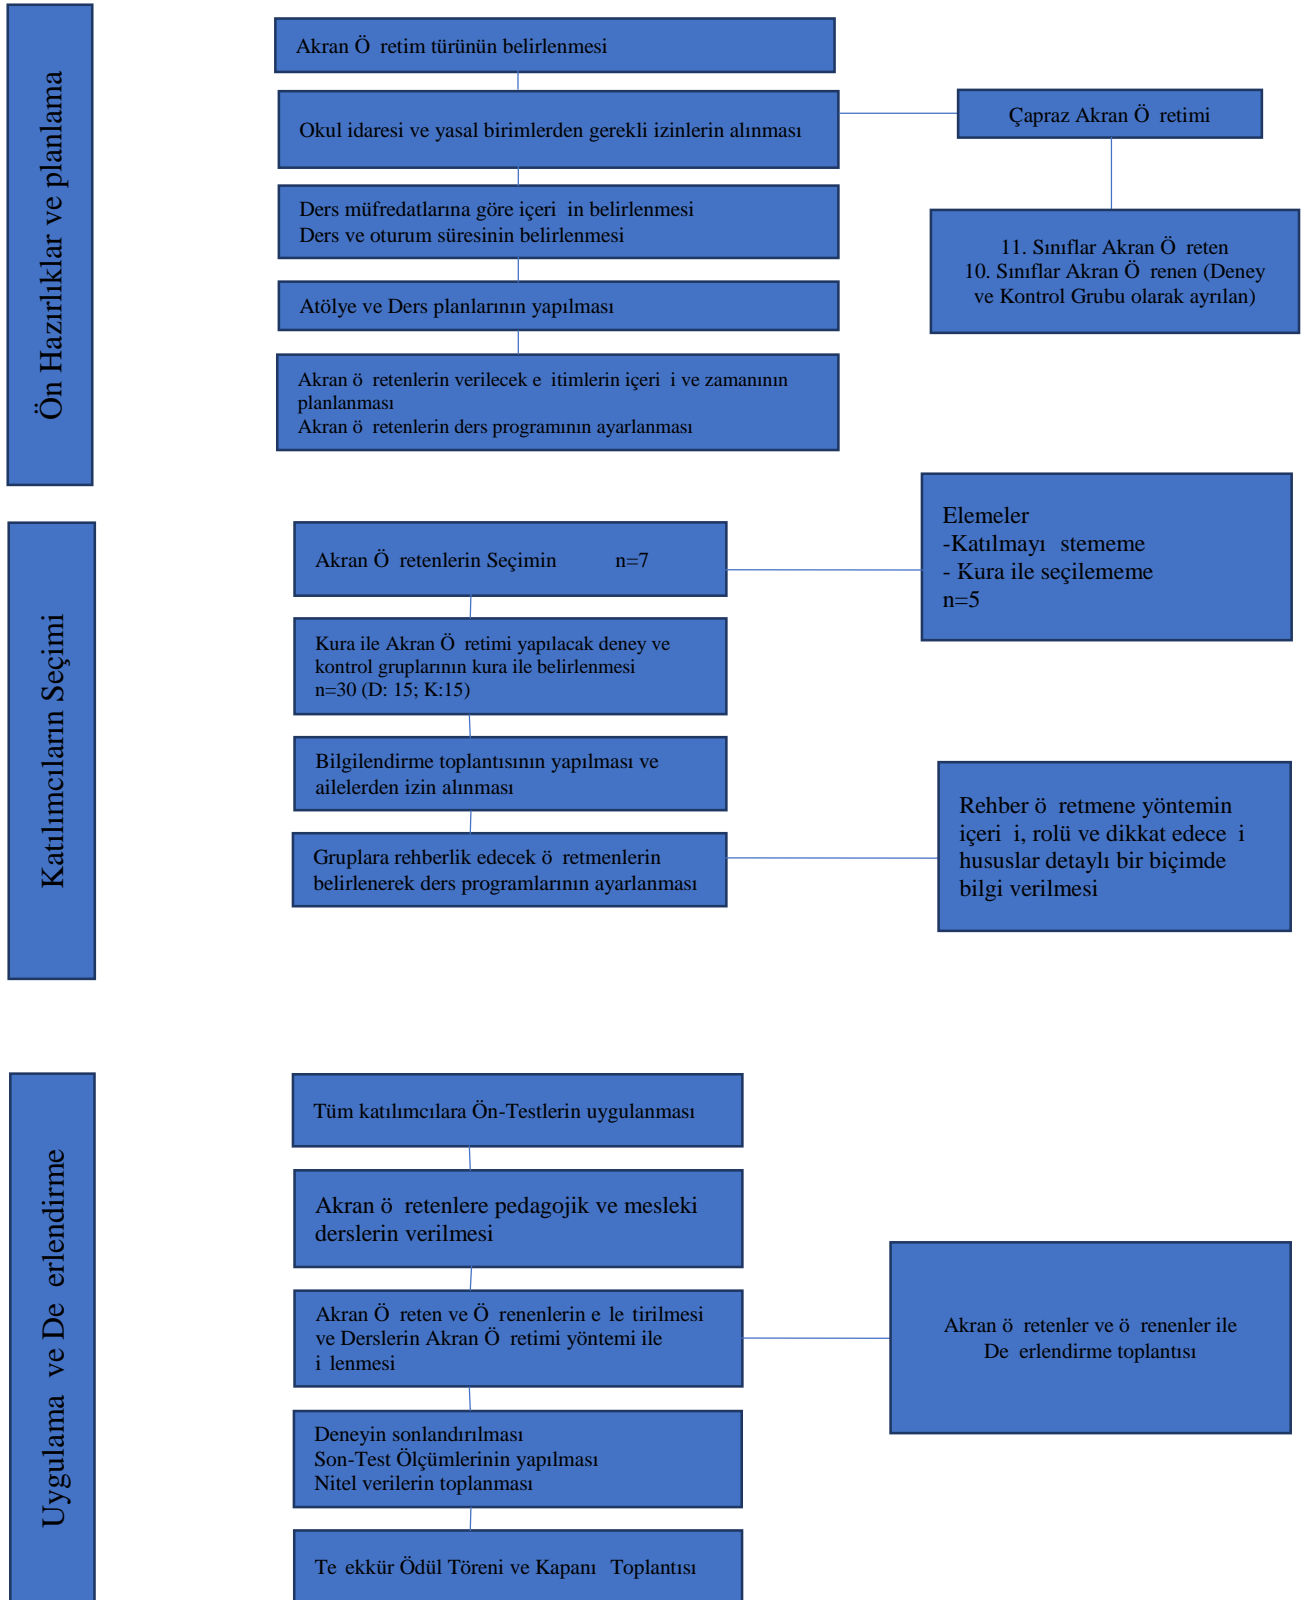 Ön Hazırlıklar ve planlama
Akran Ö retim türünün belirlenmesi
Okul idaresi ve yasal birimlerden gerekli izinlerin alınması
Çapraz Akran Ö retimi
Ders müfredatlarına göre içeri in belirlenmesi
Ders ve oturum süresinin belirlenmesi
11. Sınıflar Akran Ö reten
10. Sınıflar Akran Ö renen (Deney
ve Kontrol Grubu olarak ayrılan)
Atölye ve Ders planlarının yapılması
Akran ö retenlerin verilecek e itimlerin içeri i ve zamanının
planlanması
Akran ö retenlerin ders programının ayarlanması
Katılımcıların Seçimi
Akran Ö retenlerin Seçimin n=7
Elemeler
-Katılmayı stememe
- Kura ile seçilememe
n=5
Kura ile Akran Ö retimi yapılacak deney ve
kontrol gruplarının kura ile belirlenmesi
n=30 (D: 15; K:15)
Bilgilendirme toplantısının yapılması ve
ailelerden izin alınması
Gruplara rehberlik edecek ö retmenlerin
belirlenerek ders programlarının ayarlanması
Rehber ö retmene yöntemin
içeri i, rolü ve dikkat edece i
hususlar detaylı bir biçimde
bilgi verilmesi
Uygulama ve De erlendirme
Tüm katılımcılara Ön-Testlerin uygulanması
Akran ö retenlere pedagojik ve mesleki
derslerin verilmesi
Akran Ö reten ve Ö renenlerin e le tirilmesi
ve Derslerin Akran Ö retimi yöntemi ile
i lenmesi
Akran ö retenler ve ö renenler ile
De erlendirme toplantısı
Deneyin sonlandırılması
Son-Test Ölçümlerinin yapılması
Nitel verilerin toplanması
Te ekkür Ödül Töreni ve Kapanı Toplantısı